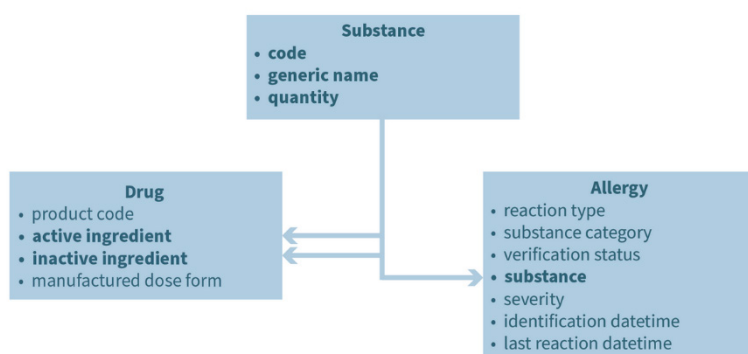 Substance
• code
• generic name
• quantity
Drug
• product code
• active ingredient
• inactive ingredient
• manufactured dose form
Allergy
• reaction type
• substance category
• verification status
• substance
• severity
• identification datetime
• last reaction datetime